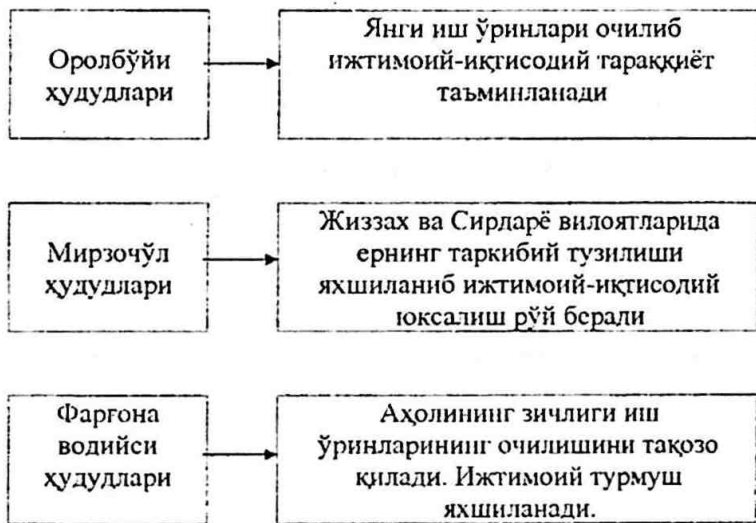 Оролбўйи
ҳудудлари
Янги иш ўринлари очилиб
ижтимоий-иқтисодий тараққиёт
таъминланади
Мирзочўл
ҳудудлари
Жиззах ва Сирдарё вилоятларида
ернинг таркибий тузилиши
яхшиланиб ижтимоий-иқтисодий
юксалиш рўй беради
Фарғона
водийси
ҳудудлари
Аҳолининг зичлиги иш
ўринларининг очилишини тақозо
қилади. Ижтимоий турмуш
яхшиланади.